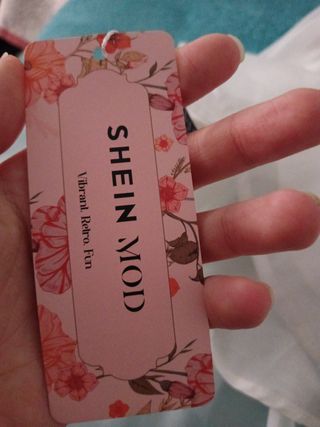 SHEIN MOD
Vibrant. Retro. Fun